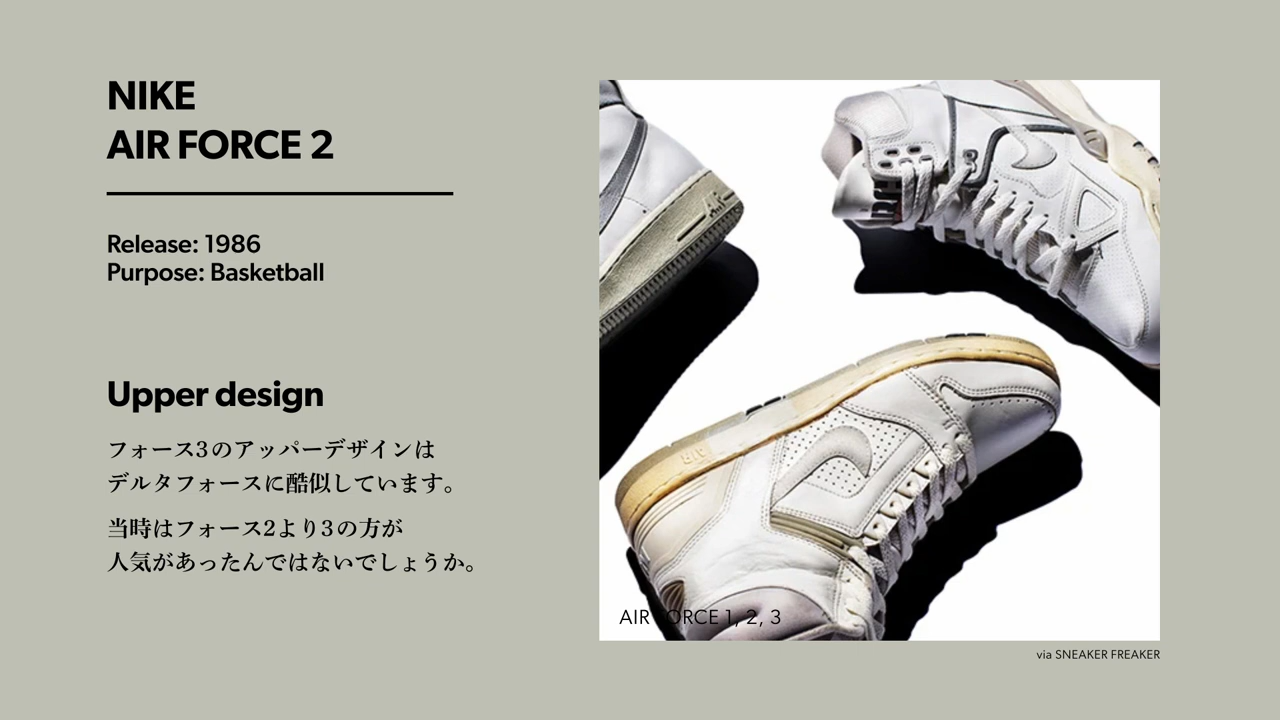 NIKE
AIR FORCE 2
Release: 1986
Purpose: Basketball
Upper design
フォース3のアッパーデザインは
デルタフォースに酷似しています。
当時はフォース2より3の方が
人気があったんではないでしょうか。
AIR
AIR
AIR FORCE 1, 2, 3
via SNEAKER FREAKER